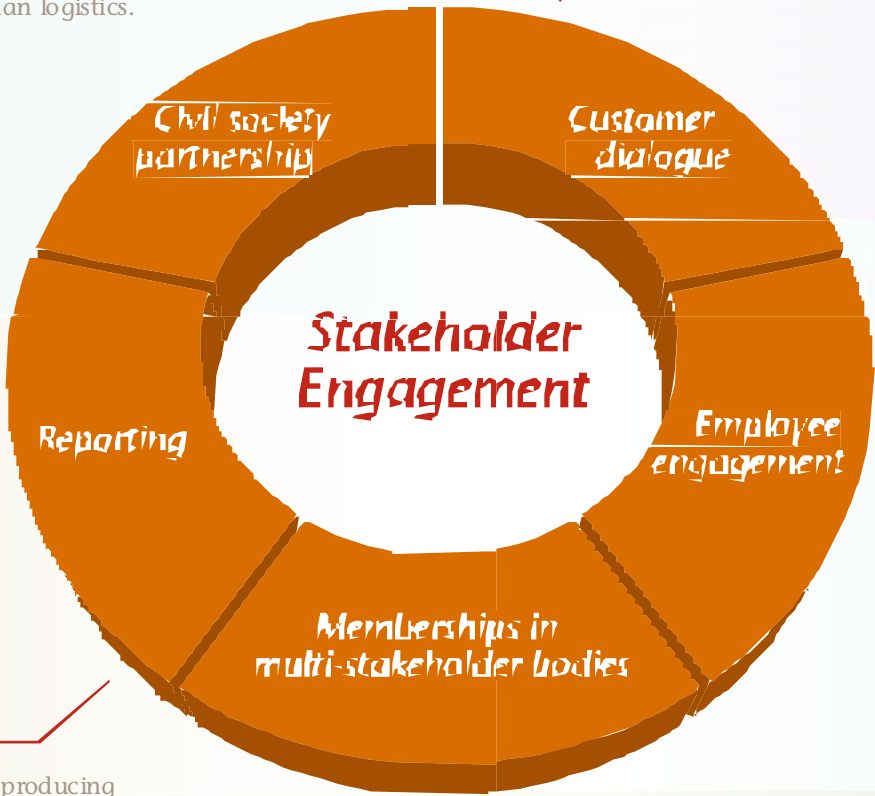 an logistics.
Civil society
partnership
Customer
dialogue
Stakeholder
Engagement
Reporting
Employee
engagement
Memberships in
multi-stakeholder bodies
producing